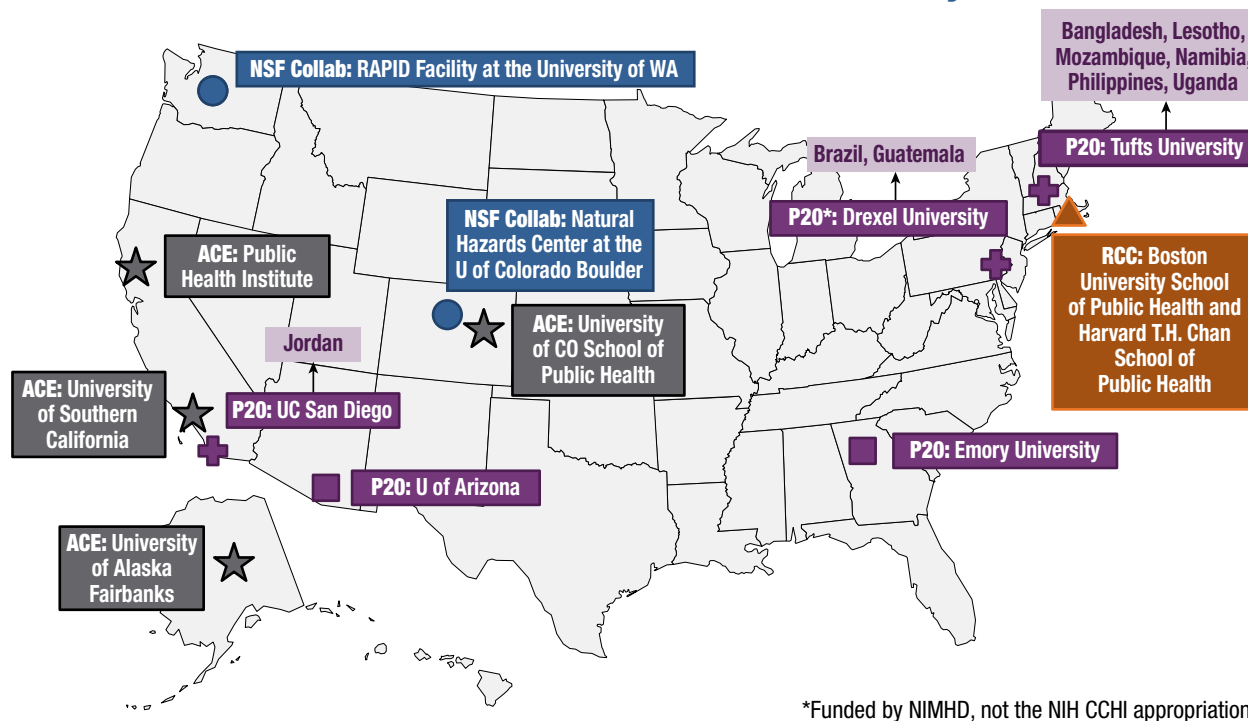 NSF Collab: RAPID Facility at the University of WA
Bangladesh, Lesotho,
Mozambique, Namibia,
Philippines, Uganda
P20: Tufts University
Brazil, Guatemala
P20*: Drexel University
NSF Collab: Natural
Hazards Center at the
U of Colorado Boulder
ACE: Public
Health Institute
RCC: Boston
University School
of Public Health and
Harvard T.H. Chan
School of
Public Health
ACE: University
of CO School of
Public Health
Jordan
P20: UC San Diego
ACE: University
of Southern
California
P20: Emory University
P20: U of Arizona
ACE: University
of Alaska
Fairbanks
*Funded by NIMHD, not the NIH CCHI appropriation